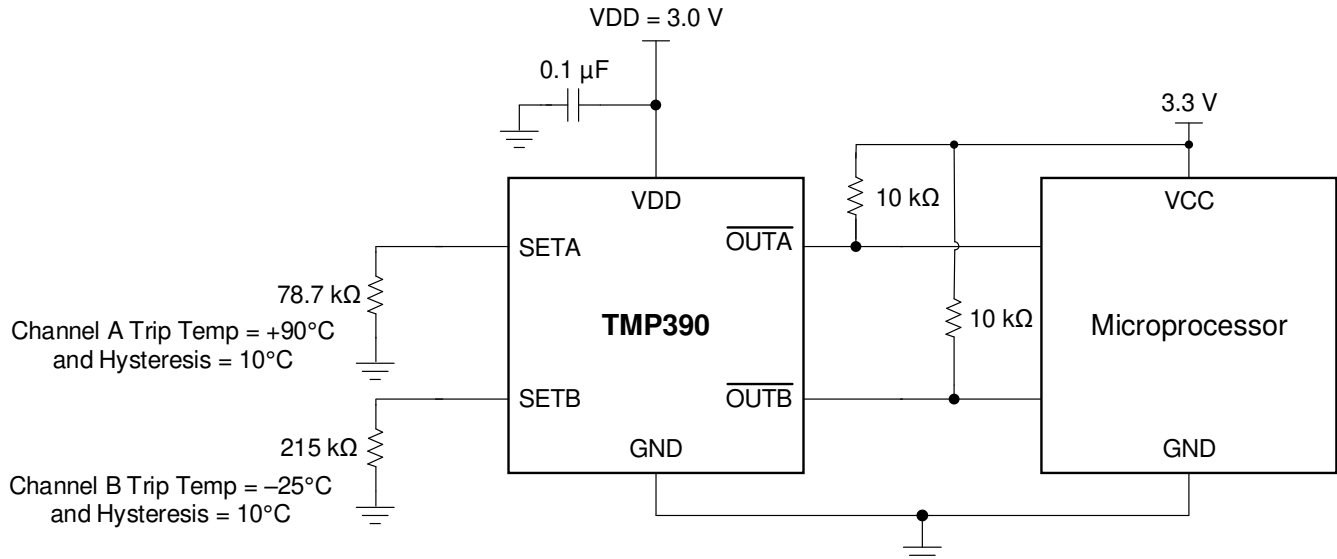 VDD = 3.0 V
0.1 µF
3.3 V
VDD
10 kΩ
VCC
SETA
OUTA
78.7 kΩ
Channel A Trip Temp = +90°C
and Hysteresis = 10°C
TMP390
10 kΩ
Microprocessor
SETB
OUTB
215 kΩ
GND
GND
Channel B Trip Temp = –25°C
and Hysteresis = 10°C